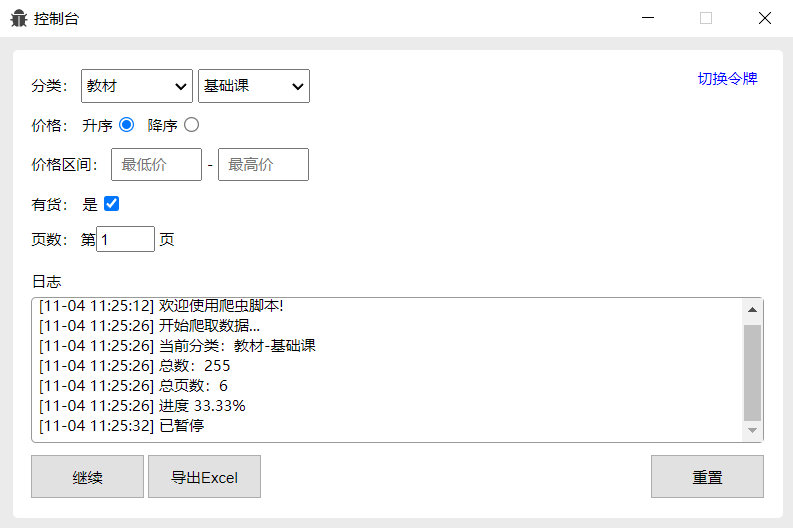 控制台
分类： 教材 基础课 切换令牌
价格： 升序 降序
价格区间： 最低价 - 最高价
有货： 是
页数： 第1 页
日志
[11-04 11:25:12] 欢迎使用爬虫脚本!
[11-04 11:25:26] 开始爬取数据...
[11-04 11:25:26] 当前分类：教材-基础课
[11-04 11:25:26] 总数：255
[11-04 11:25:26] 总页数：6
[11-04 11:25:26] 进度 33.33%
[11-04 11:25:32] 已暂停
继续 导出Excel 重置